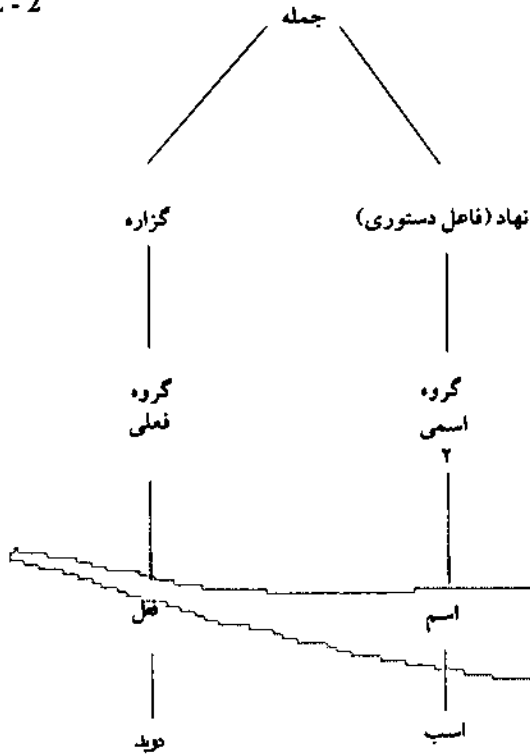 2
جمله
نهاد (فاعل دستوری) گزاره
گروه گروه
اسمی فعلی
۲
اسم فعل
اسب دوید